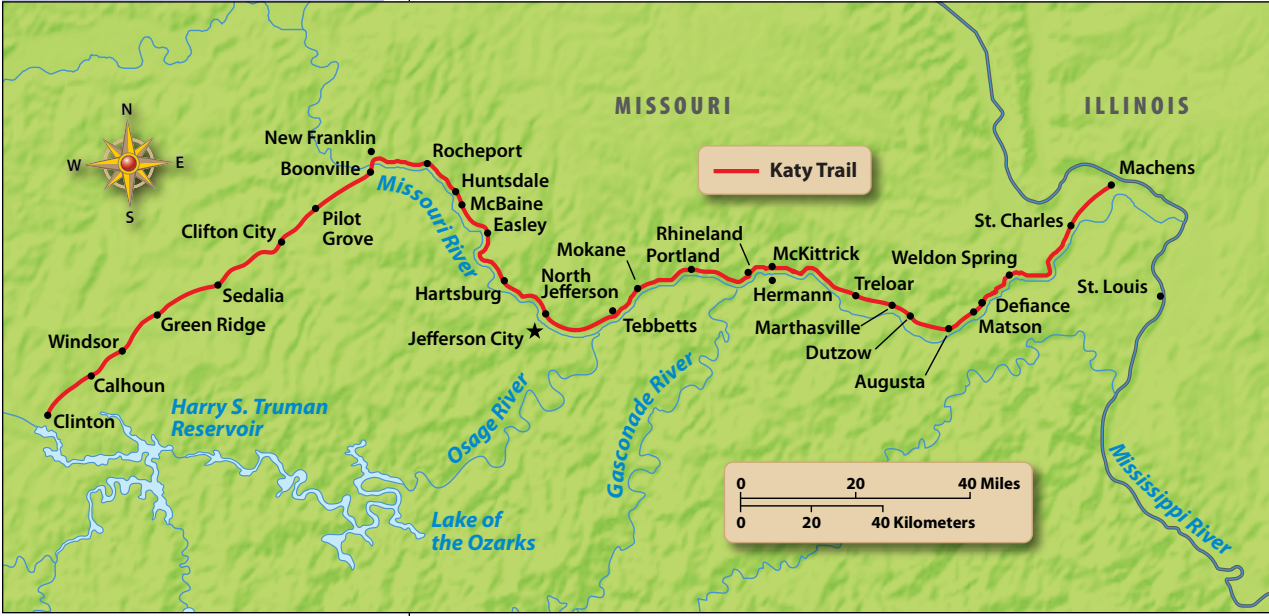 MISSOURI
ILLINOIS
N
W
E
S
New Franklin
Boonville
Rocheport
Huntsdale
McBaine
Easley
Missouri River
Pilot
Grove
Clifton City
Sedalia
Green Ridge
Windsor
Calhoun
Clinton
Hartsburg
North
Jefferson
Jefferson City
Mokane
Tebbetts
Portland
Rhineland
McKittrick
Hermann
Treloar
Marthasville
Dutzow
Augusta
Weldon Spring
Defiance
Matson
St. Charles
Machens
St. Louis
Katy Trail
Harry S. Truman
Reservoir
Osage River
Gasconade River
Lake of
the Ozarks
Mississippi River
0 20 40 Miles
0 20 40 Kilometers